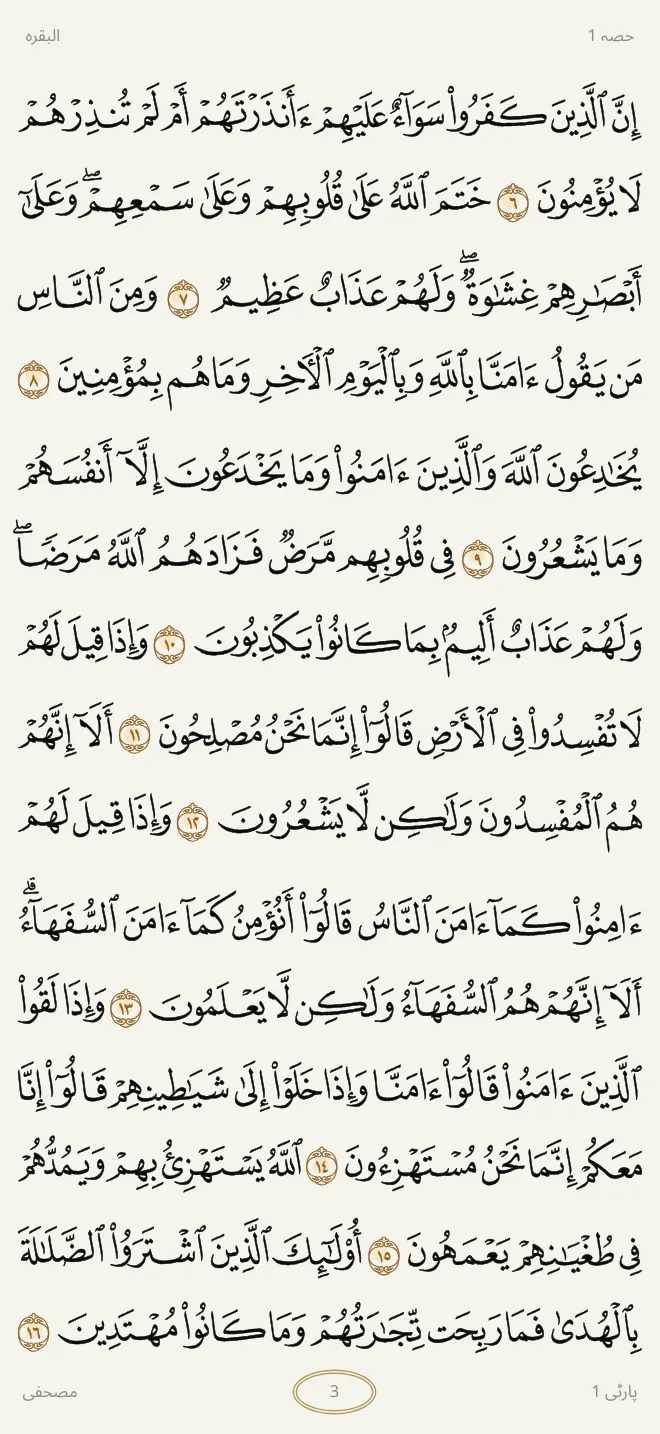 حصہ 1
البقرہ
إِنَّ ٱلَّذِينَ كَفَرُوا۟ سَوَآءٌ عَلَيْهِمْ ءَأَنذَرْتَهُمْ أَمْ لَمْ تُنذِرْهُمْ
لَا يُؤْمِنُونَ ٦ خَتَمَ ٱللَّهُ عَلَىٰ قُلُوبِهِمْ وَعَلَىٰ سَمْعِهِمْ ۖ وَعَلَىٰٓ
أَبْصَـٰرِهِمْ غِشَـٰوَةٌ ۖ وَلَهُمْ عَذَابٌ عَظِيمٌ ٧ وَمِنَ ٱلنَّاسِ
مَن يَقُولُ ءَامَنَّا بِٱللَّهِ وَبِٱلْيَوْمِ ٱلْـَٔاخِرِ وَمَا هُم بِمُؤْمِنِينَ ٨
يُخَـٰدِعُونَ ٱللَّهَ وَٱلَّذِينَ ءَامَنُوا۟ وَمَا يَخْدَعُونَ إِلَّآ أَنفُسَهُمْ
وَمَا يَشْعُرُونَ ٩ فِى قُلُوبِهِم مَّرَضٌ فَزَادَهُمُ ٱللَّهُ مَرَضًا ۖ
وَلَهُمْ عَذَابٌ أَلِيمٌۢ بِمَا كَانُوا۟ يَكْذِبُونَ ١٠ وَإِذَا قِيلَ لَهُمْ
لَا تُفْسِدُوا۟ فِى ٱلْأَرْضِ قَالُوٓا۟ إِنَّمَا نَحْنُ مُصْلِحُونَ ١١ أَلَآ إِنَّهُمْ
هُمُ ٱلْمُفْسِدُونَ وَلَـٰكِن لَّا يَشْعُرُونَ ١٢ وَإِذَا قِيلَ لَهُمْ
ءَامِنُوا۟ كَمَآ ءَامَنَ ٱلنَّاسُ قَالُوٓا۟ أَنُؤْمِنُ كَمَآ ءَامَنَ ٱلسُّفَهَآءُ ۗ
أَلَآ إِنَّهُمْ هُمُ ٱلسُّفَهَآءُ وَلَـٰكِن لَّا يَعْلَمُونَ ١٣ وَإِذَا لَقُوا۟
ٱلَّذِينَ ءَامَنُوا۟ قَالُوٓا۟ ءَامَنَّا وَإِذَا خَلَوْا۟ إِلَىٰ شَيَـٰطِينِهِمْ قَالُوٓا۟ إِنَّا
مَعَكُمْ إِنَّمَا نَحْنُ مُسْتَهْزِءُونَ ١٤ ٱللَّهُ يَسْتَهْزِئُ بِهِمْ وَيَمُدُّهُمْ
فِى طُغْيَـٰنِهِمْ يَعْمَهُونَ ١٥ أُو۟لَـٰٓئِكَ ٱلَّذِينَ ٱشْتَرَوُا۟ ٱلضَّلَـٰلَةَ
بِٱلْهُدَىٰ فَمَا رَبِحَت تِّجَـٰرَتُهُمْ وَمَا كَانُوا۟ مُهْتَدِينَ ١٦
پارٹی 1
3
مصحفی